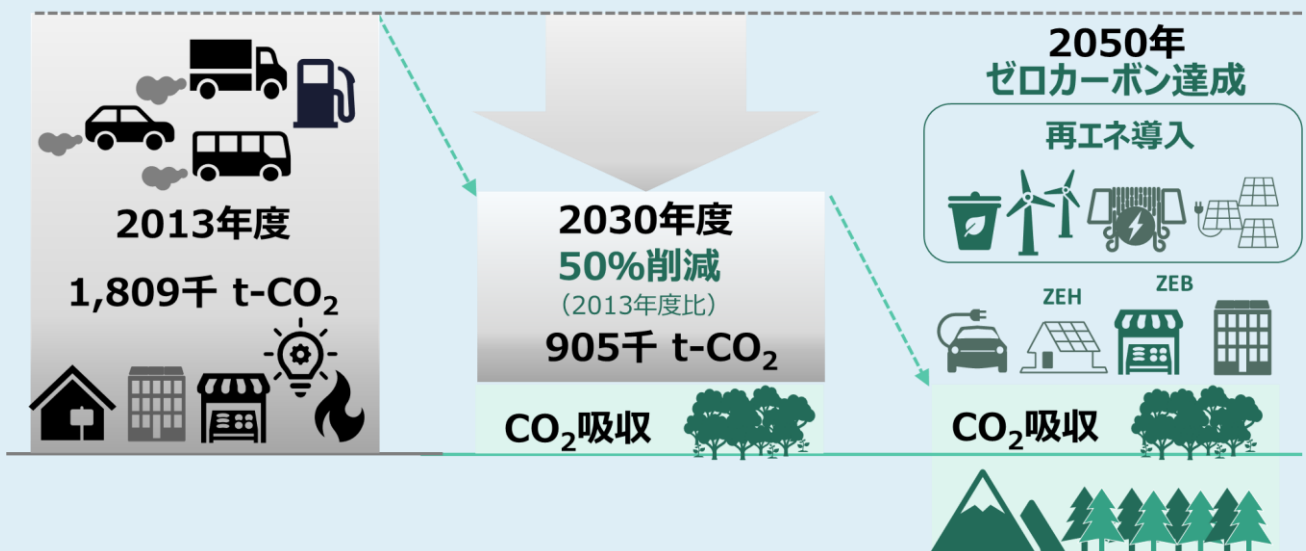 2013年度
1,809千 t-CO₂
2030年度
50%削減
(2013年度比)
905千 t-CO₂
CO₂吸収
2050年
ゼロカーボン達成
再エネ導入
ZEH
ZEB
CO₂吸収